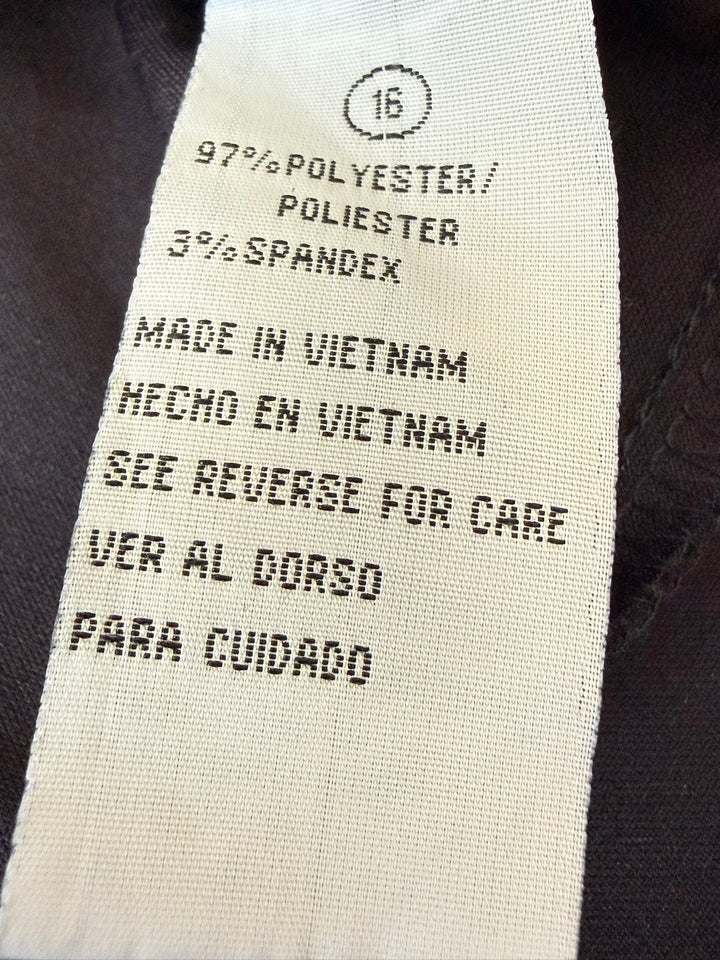 16
97% POLYESTER/
POLIESTER
3% SPANDEX
MADE IN VIETNAM
HECHO EN VIETNAM
SEE REVERSE FOR CARE
VER AL DORSO
PARA CUIDADO